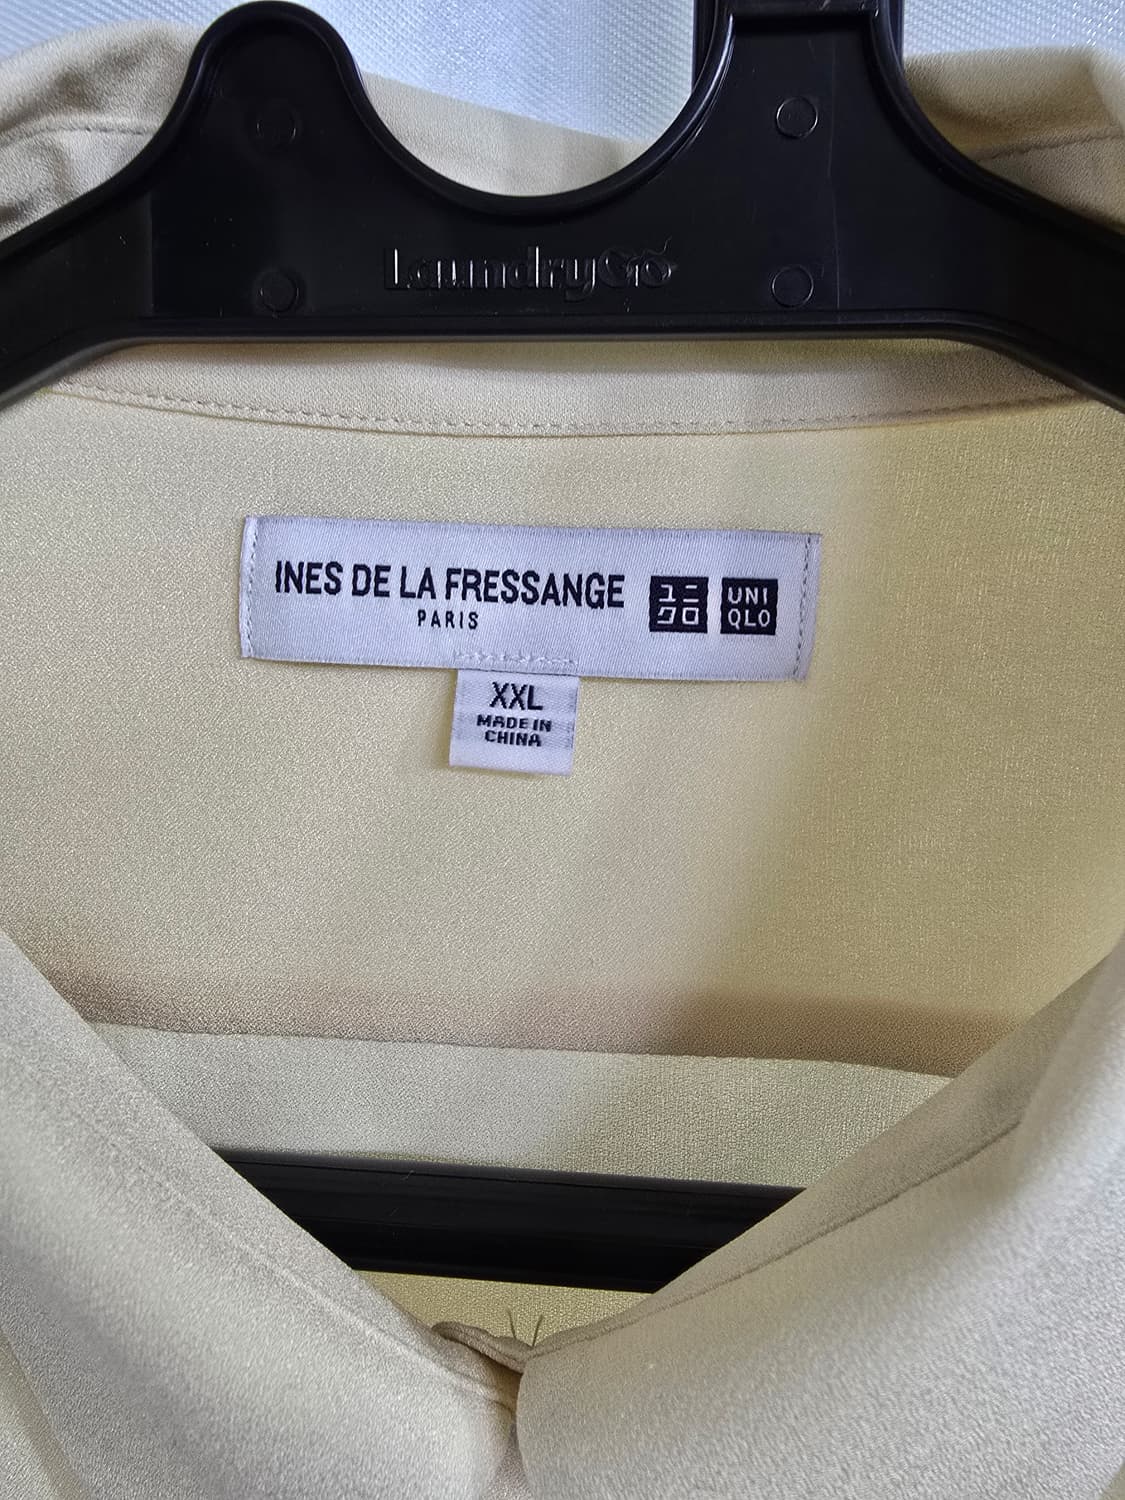 LaundryGo
INES DE LA FRESSANGE
PARIS
ユニ
クロ
UNI
QLO
XXL
MADE IN
CHINA